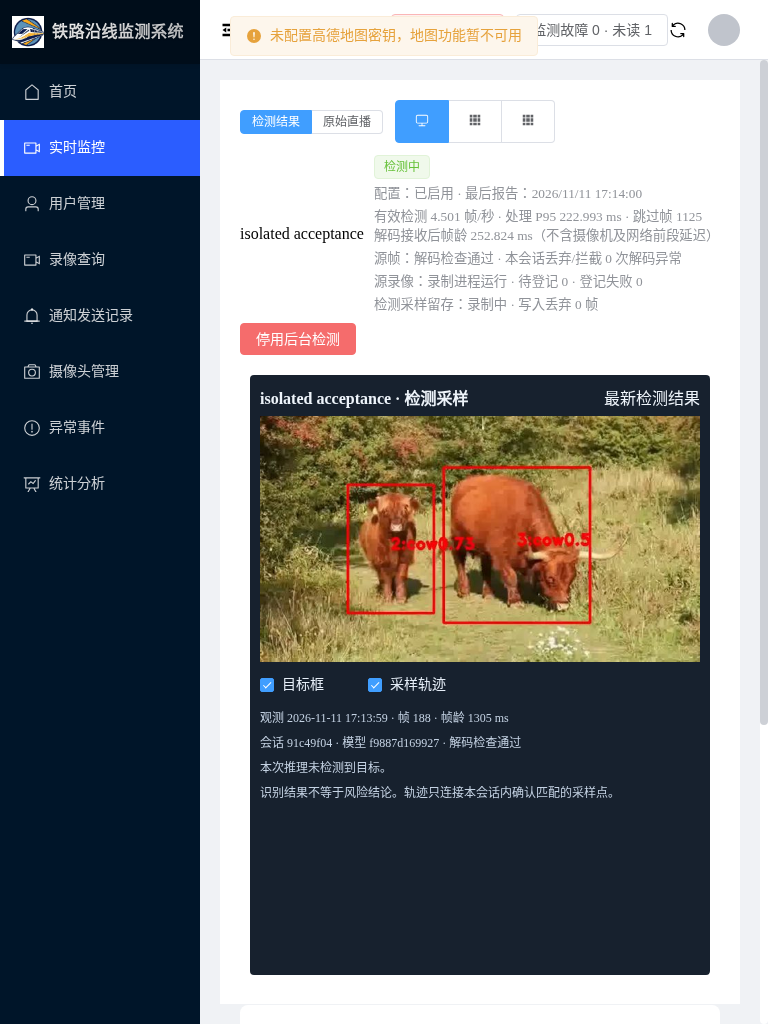 铁路沿线监测系统
未配置高德地图密钥，地图功能暂不可用
监测故障 0 · 未读 1
首页
实时监控
用户管理
录像查询
通知发送记录
摄像头管理
异常事件
统计分析
检测结果 原始直播
检测中
isolated acceptance
配置：已启用 · 最后报告：2026/11/11 17:14:00
有效检测 4.501 帧/秒 · 处理 P95 222.993 ms · 跳过帧 1125
解码接收后帧龄 252.824 ms（不含摄像机及网络前段延迟）
源帧：解码检查通过 · 本会话丢弃/拦截 0 次解码异常
源录像：录制进程运行 · 待登记 0 · 登记失败 0
检测采样留存：录制中 · 写入丢弃 0 帧
停用后台检测
isolated acceptance · 检测采样 最新检测结果
2:cow0.73
3:cow0.5
目标框 采样轨迹
观测 2026-11-11 17:13:59 · 帧 188 · 帧龄 1305 ms
会话 91c49f04 · 模型 f9887d169927 · 解码检查通过
本次推理未检测到目标。
识别结果不等于风险结论。轨迹只连接本会话内确认匹配的采样点。